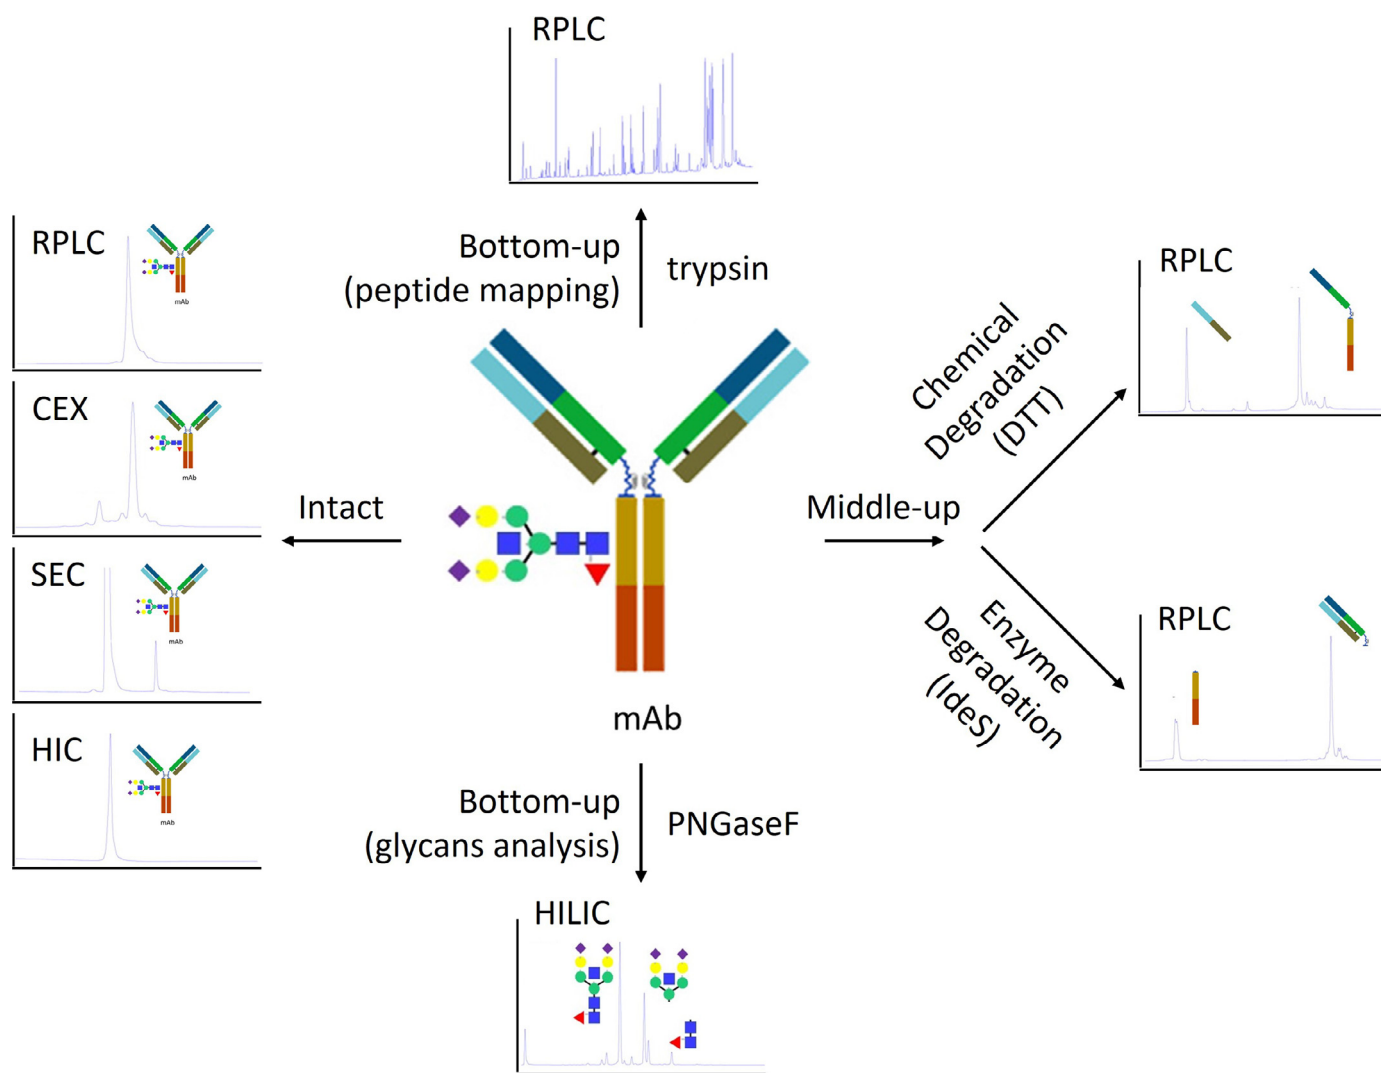 RPLC
Bottom-up
(peptide mapping)
trypsin
RPLC
mAb
CEX
mAb
SEC
mAb
HIC
mAb
Intact
mAb
Middle-up
Chemical
Degradation
(DTT)
RPLC
Enzyme
Degradation
(IdeS)
RPLC
Bottom-up
(glycans analysis)
PNGaseF
HILIC